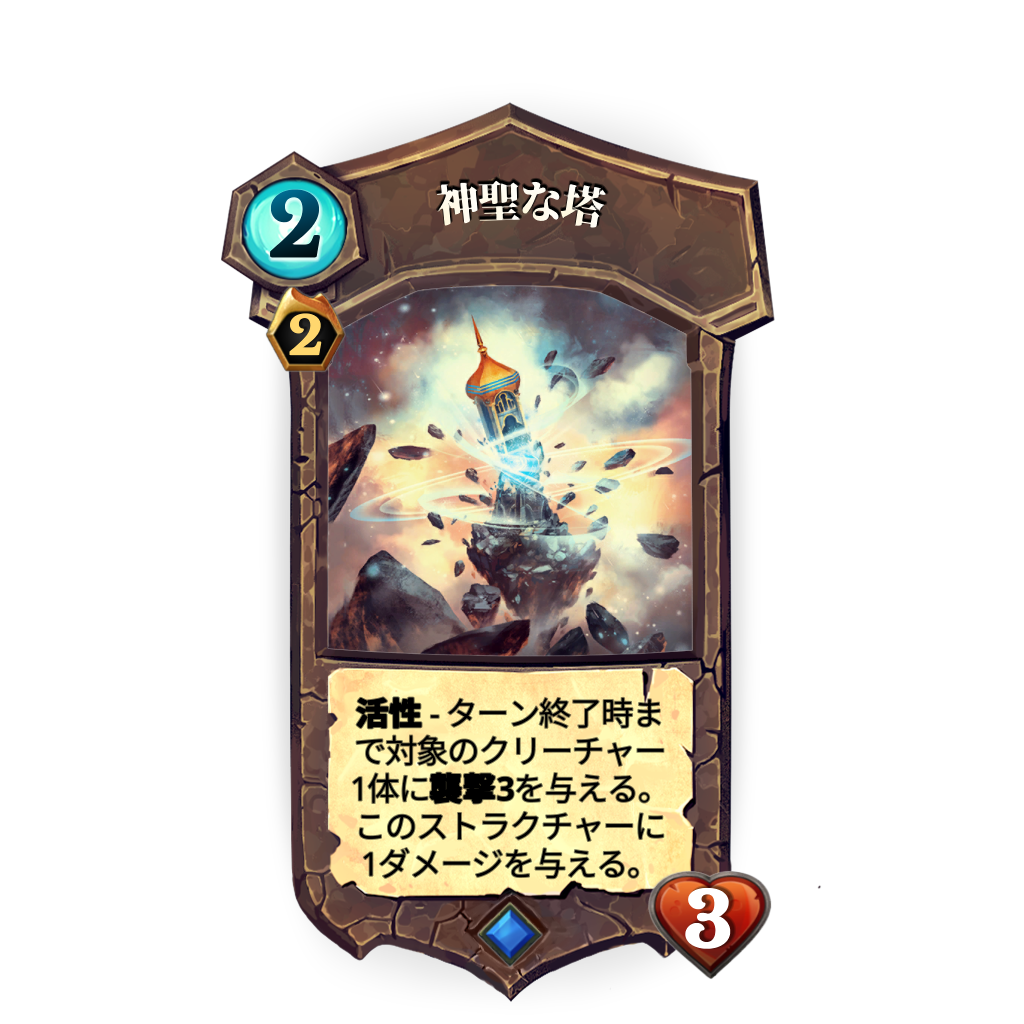 2
神聖な塔
2
活性 - ターン終了時ま
で対象のクリーチャー
1体に襲撃3を与える。
このストラクチャーに
1ダメージを与える。
3